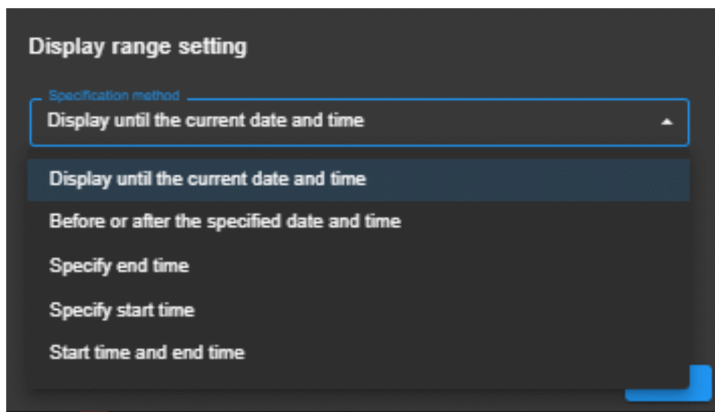 Display range setting
Specification method
Display until the current date and time
Display until the current date and time
Before or after the specified date and time
Specify end time
Specify start time
Start time and end time